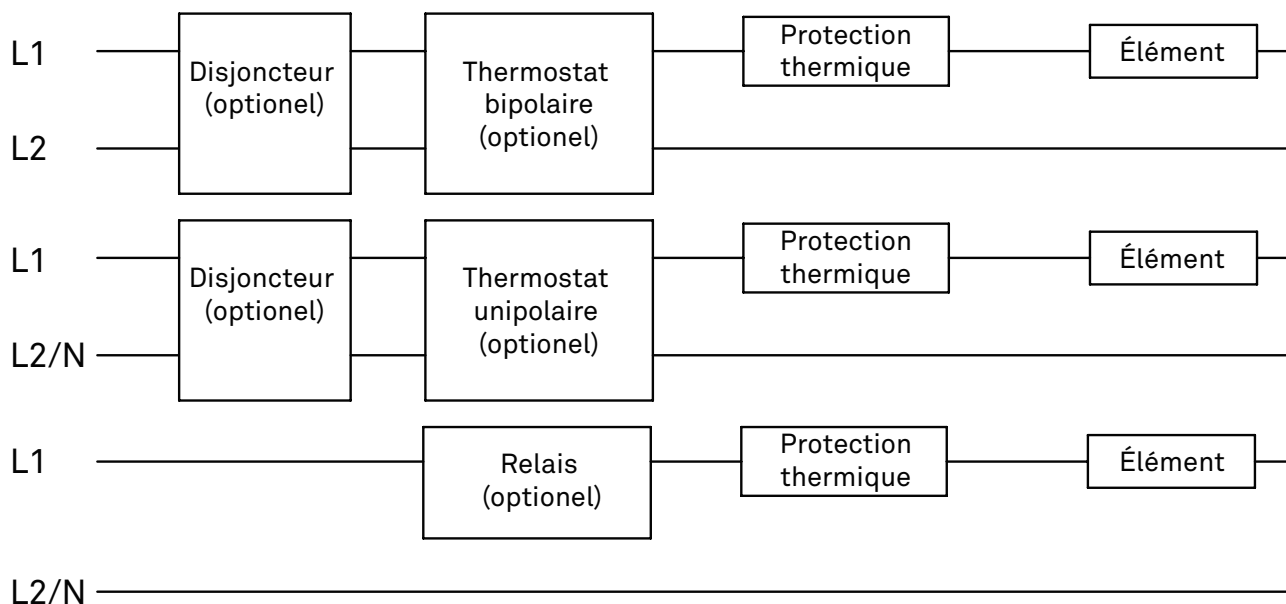 L1
Disjoncteur
(optionel)
Thermostat
bipolaire
(optionel)
Protection
thermique
Élément
L2
L1
Disjoncteur
(optionel)
Thermostat
unipolaire
(optionel)
Protection
thermique
Élément
L2/N
L1
Relais
(optionel)
Protection
thermique
Élément
L2/N